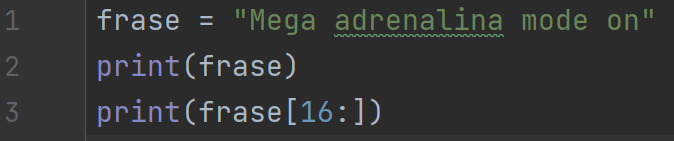 1 frase = "Mega adrenalina mode on"
2 print(frase)
3 print(frase[16:])